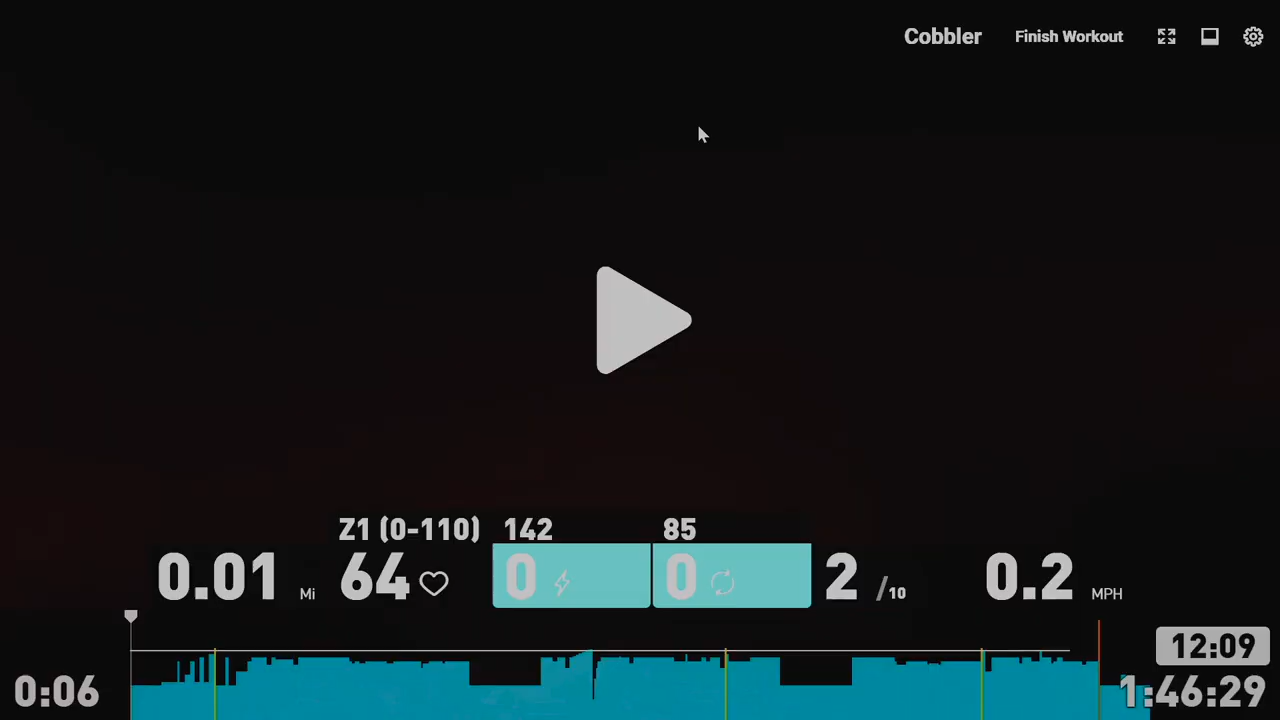 Cobbler Finish Workout
Z1 (0-110) 142 85
0.01 Mi 64 0 0 2 /10 0.2 MPH
12:09
0:06 1:46:29